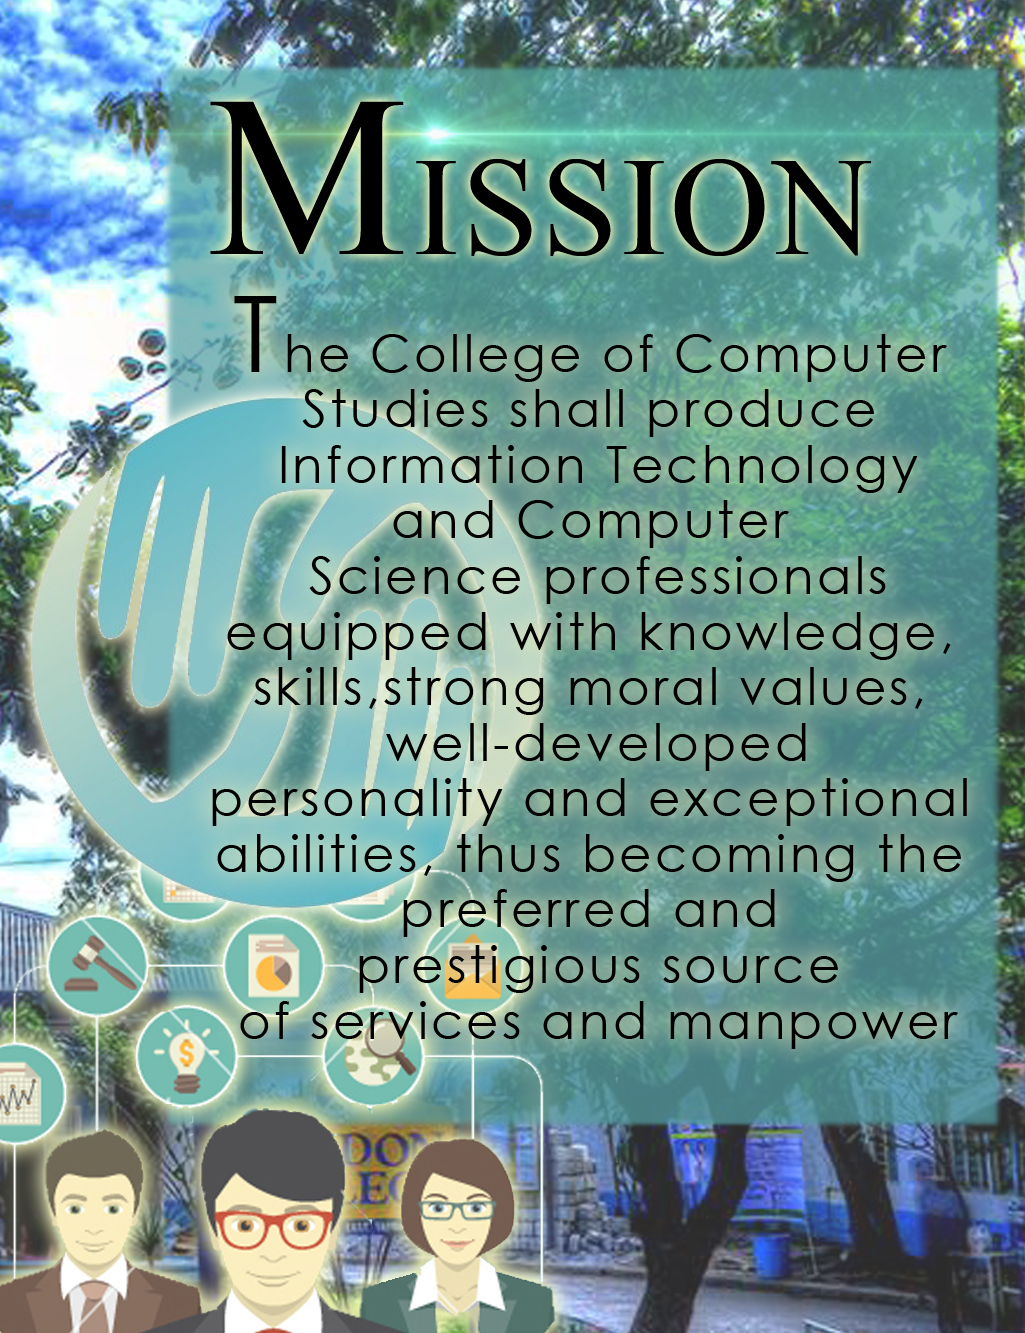 MISSION
The College of Computer
Studies shall produce
Information Technology
and Computer
Science professionals
equipped with knowledge,
skills,strong moral values,
well-developed
personality and exceptional
abilities, thus becoming the
preferred and
prestigious source
of services and manpower